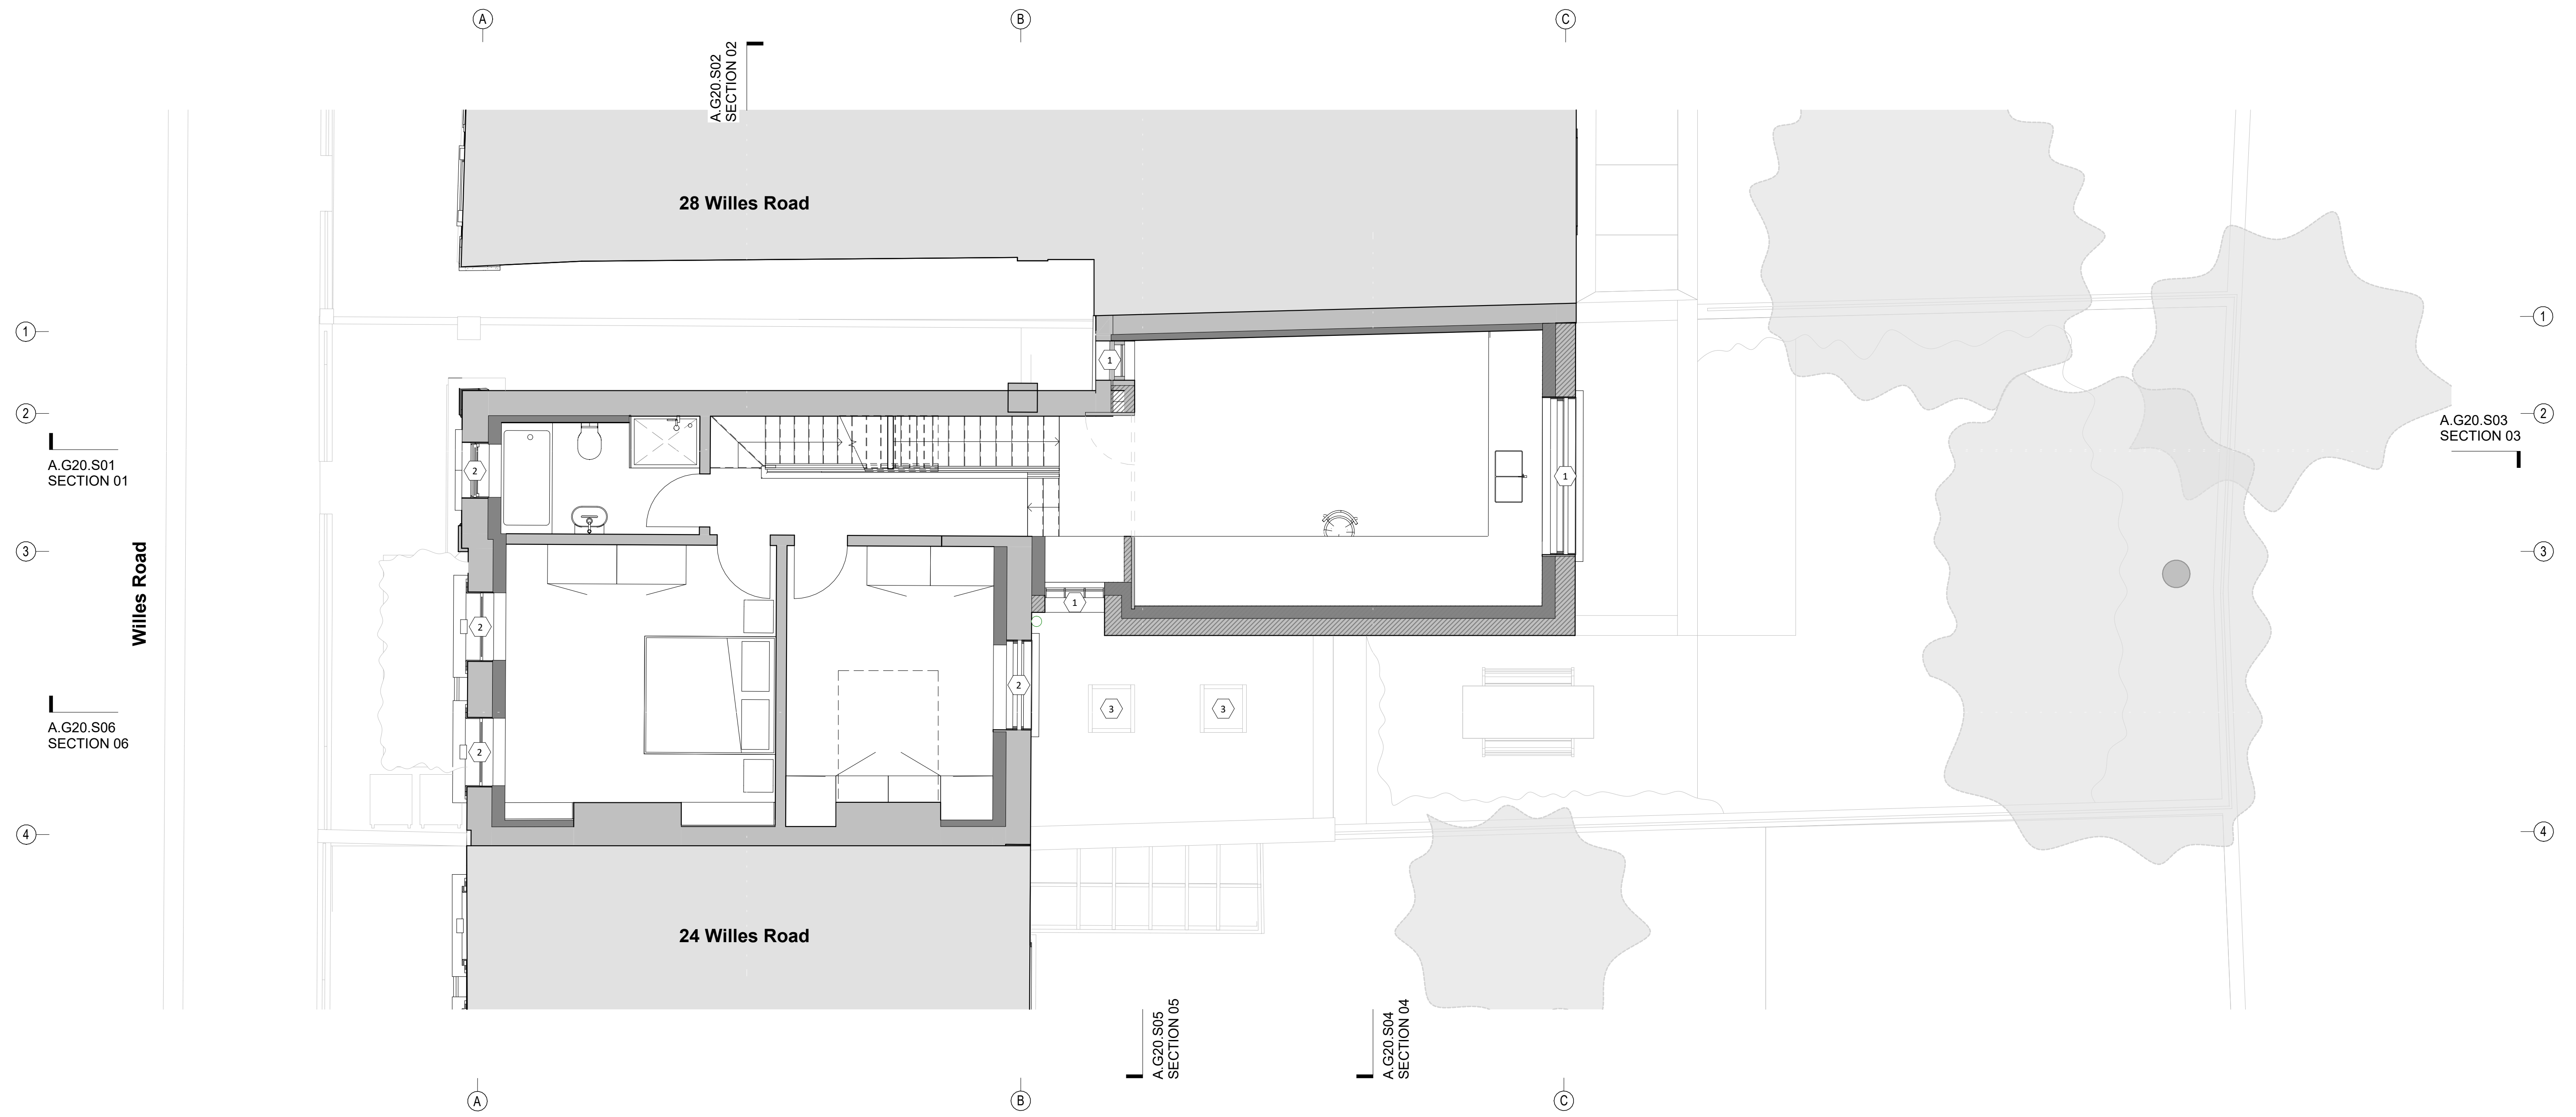 A
B
C
A.G20.S02
SECTION 02
28 Willes Road
1
1
1
2
2
A.G20.S03
SECTION 03
A.G20.S01
SECTION 01
2
1
3
3
Willes Road
1
2
2
3
3
A.G20.S06
SECTION 06
2
4
4
24 Willes Road
A.G20.S05
SECTION 05
A.G20.S04
SECTION 04
A
B
C